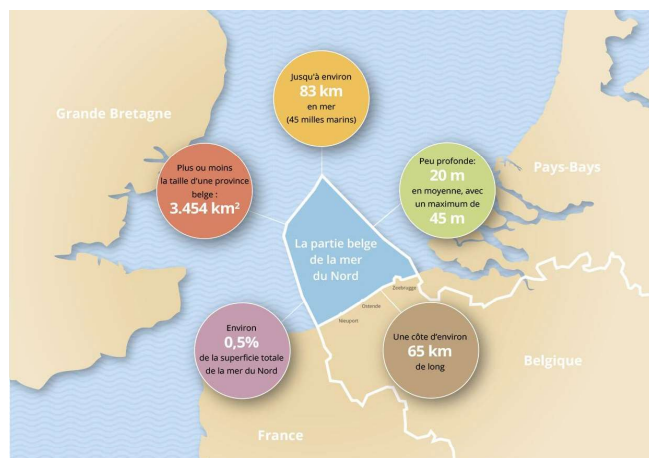 Jusqu'à environ
83 km
en mer
(45 milles marins)
Grande Bretagne
Plus ou moins
la taille d'une province
belge :
3.454 km²
Peu profonde:
20 m
en moyenne, avec
un maximum de
45 m
Pays-Bas
La partie belge
de la mer
du Nord
Zeebrugge
Ostende
Nieuport
Environ
0,5%
de la superficie totale
de la mer du Nord
Une côte d'environ
65 km
de long
Belgique
France